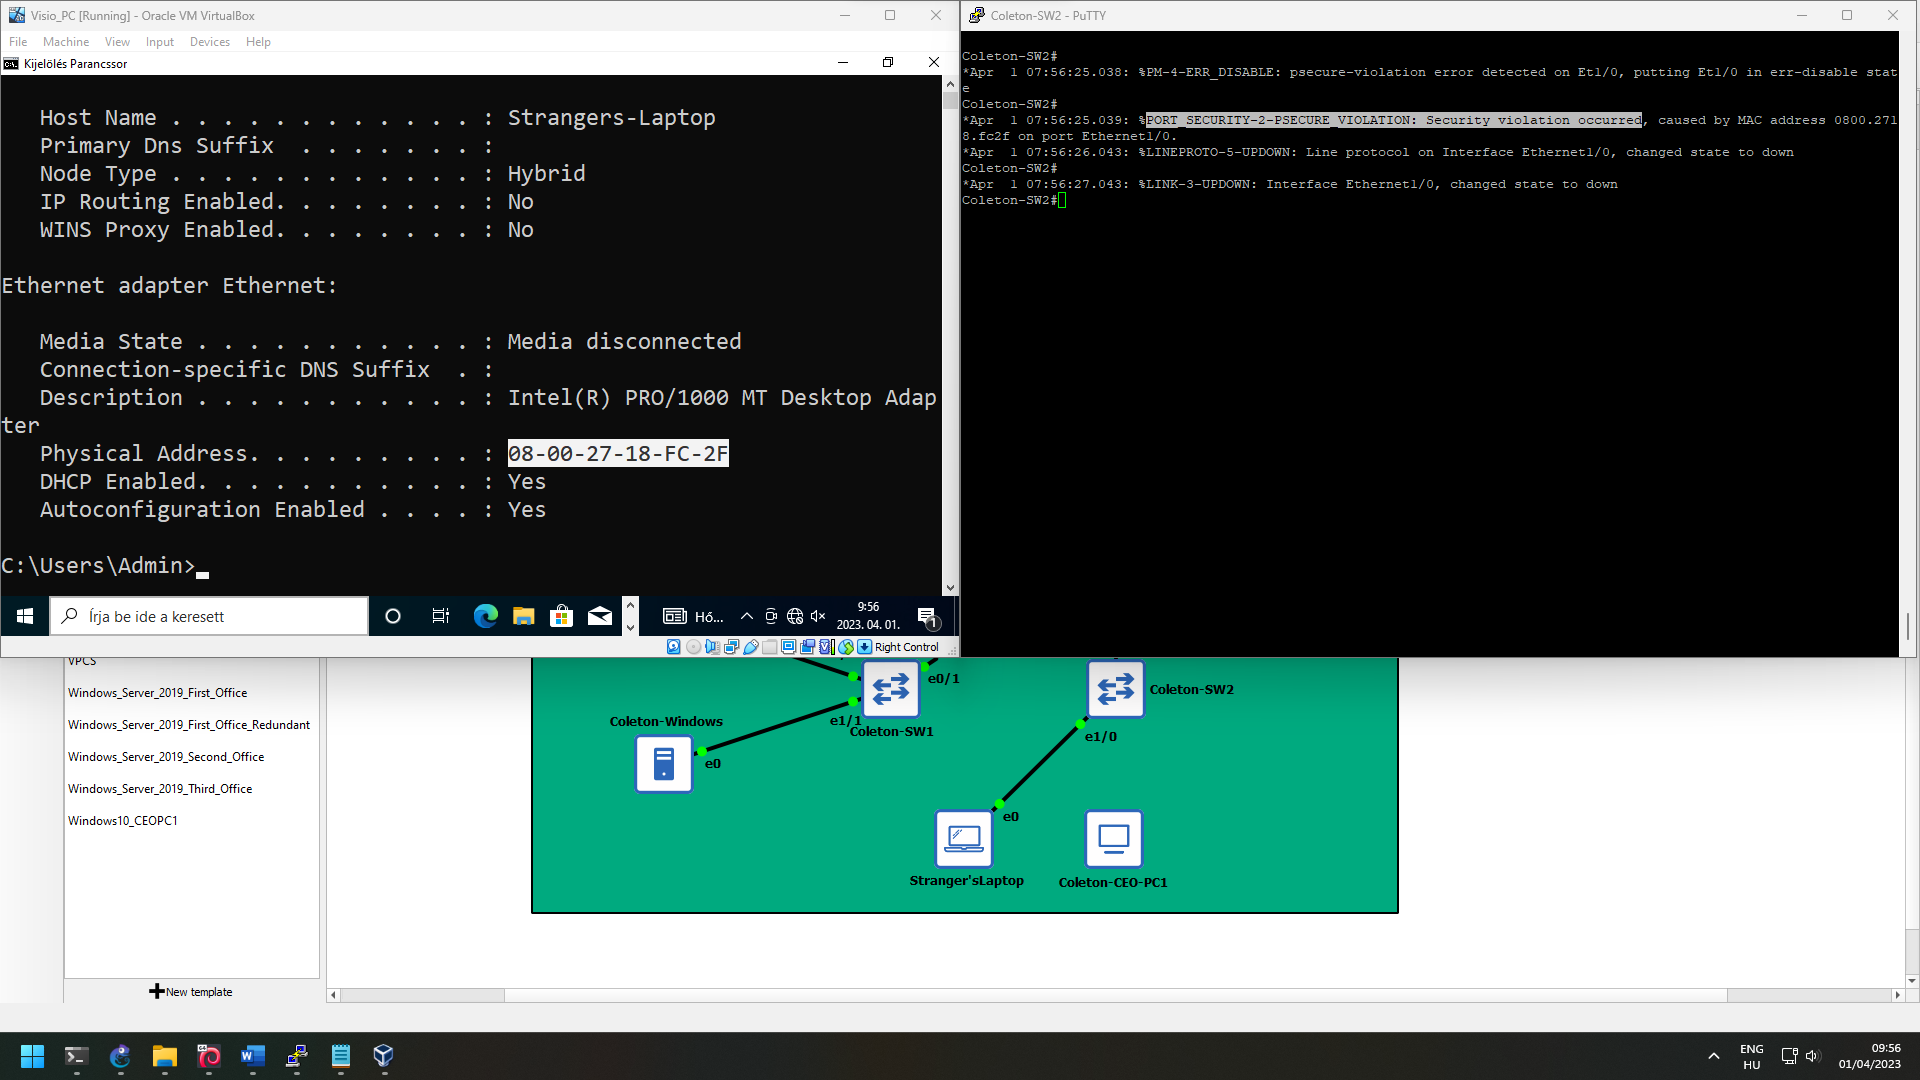 Visio_PC [Running] - Oracle VM VirtualBox
File Machine View Input Devices Help
Kijelölés Parancssor
Host Name . . . . . . . . . . . . : Strangers-Laptop
Primary Dns Suffix  . . . . . . . :
Node Type . . . . . . . . . . . . : Hybrid
IP Routing Enabled. . . . . . . . : No
WINS Proxy Enabled. . . . . . . . : No
Ethernet adapter Ethernet:
Media State . . . . . . . . . . . : Media disconnected
Connection-specific DNS Suffix  . :
Description . . . . . . . . . . . : Intel(R) PRO/1000 MT Desktop Adap
ter
Physical Address. . . . . . . . . : 08-00-27-18-FC-2F
DHCP Enabled. . . . . . . . . . . : Yes
Autoconfiguration Enabled . . . . : Yes
C:\Users\Admin>
Írja be ide a keresett
Hő...
9:56
2023. 04. 01.
1
Right Control
Coleton-SW2 - PuTTY
Coleton-SW2#
*Apr  1 07:56:25.038: %PM-4-ERR_DISABLE: psecure-violation error detected on Et1/0, putting Et1/0 in err-disable stat
e
Coleton-SW2#
*Apr  1 07:56:25.039: %PORT_SECURITY-2-PSECURE_VIOLATION: Security violation occurred, caused by MAC address 0800.271
8.fc2f on port Ethernet1/0.
*Apr  1 07:56:26.043: %LINEPROTO-5-UPDOWN: Line protocol on Interface Ethernet1/0, changed state to down
Coleton-SW2#
*Apr  1 07:56:27.043: %LINK-3-UPDOWN: Interface Ethernet1/0, changed state to down
Coleton-SW2#
VPCS
Windows_Server_2019_First_Office
Windows_Server_2019_First_Office_Redundant
Windows_Server_2019_Second_Office
Windows_Server_2019_Third_Office
Windows10_CEOPC1
New template
e0/1
Coleton-SW2
Coleton-Windows
e1/1
Coleton-SW1
e1/0
e0
e0
Stranger'sLaptop
Coleton-CEO-PC1
ENG
HU
09:56
01/04/2023